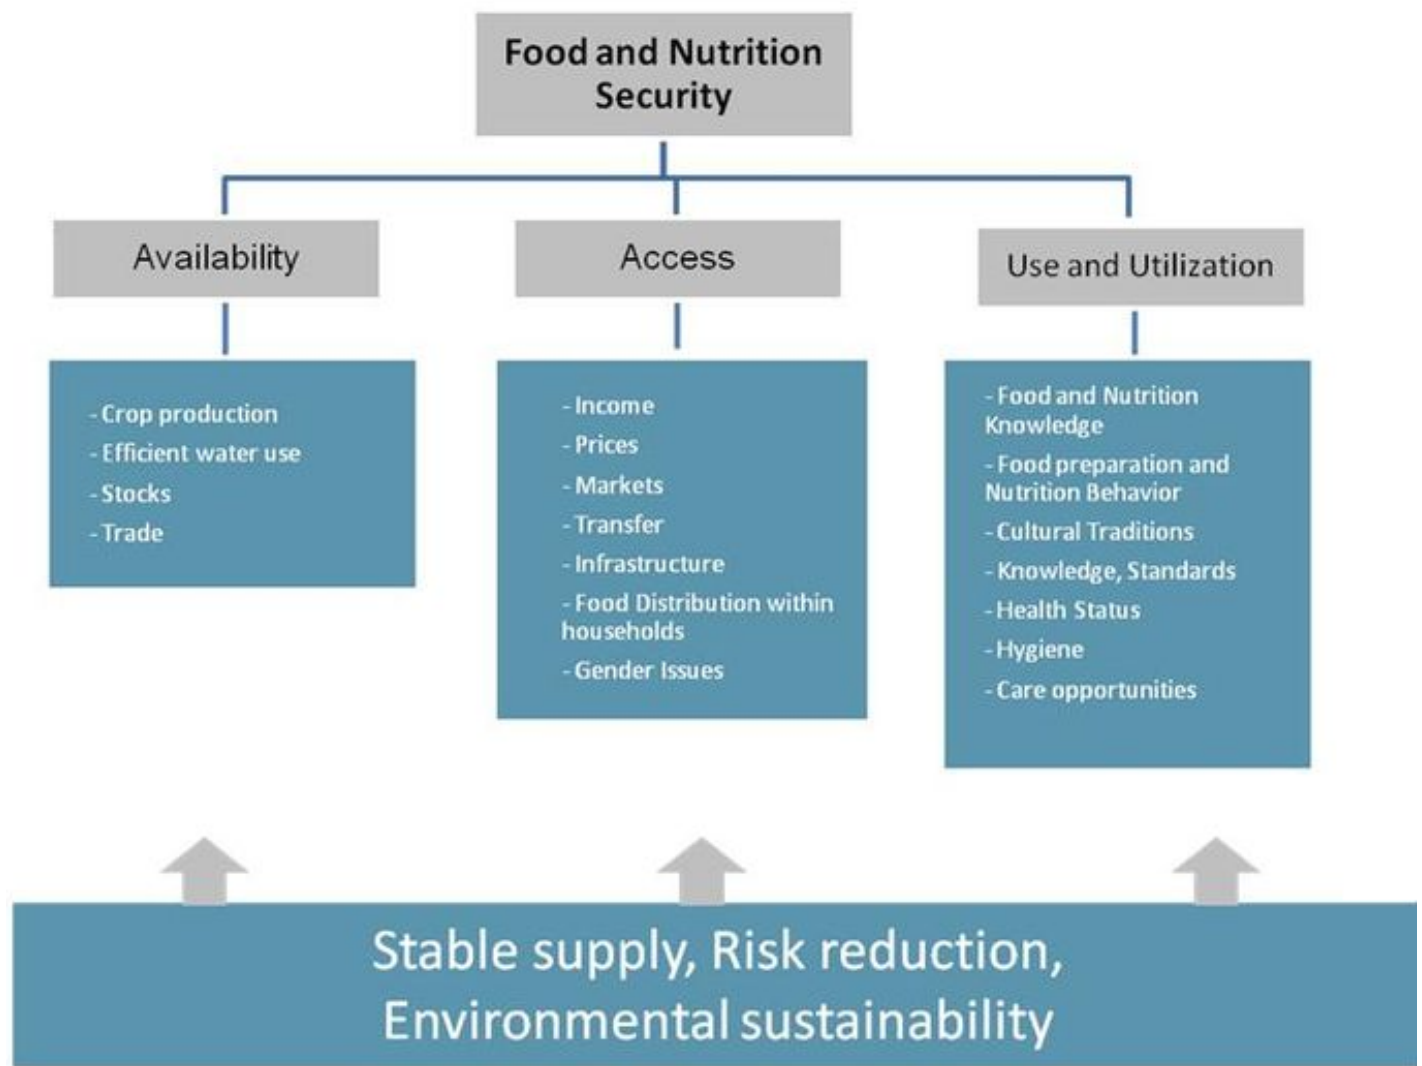 Food and Nutrition
Security
Availability
Access
Use and Utilization
- Crop production
- Efficient water use
- Stocks
- Trade
- Income
- Prices
- Markets
- Transfer
- Infrastructure
- Food Distribution within
households
- Gender Issues
- Food and Nutrition
Knowledge
- Food preparation and
Nutrition Behavior
- Cultural Traditions
- Knowledge, Standards
- Health Status
- Hygiene
- Care opportunities
Stable supply, Risk reduction,
Environmental sustainability